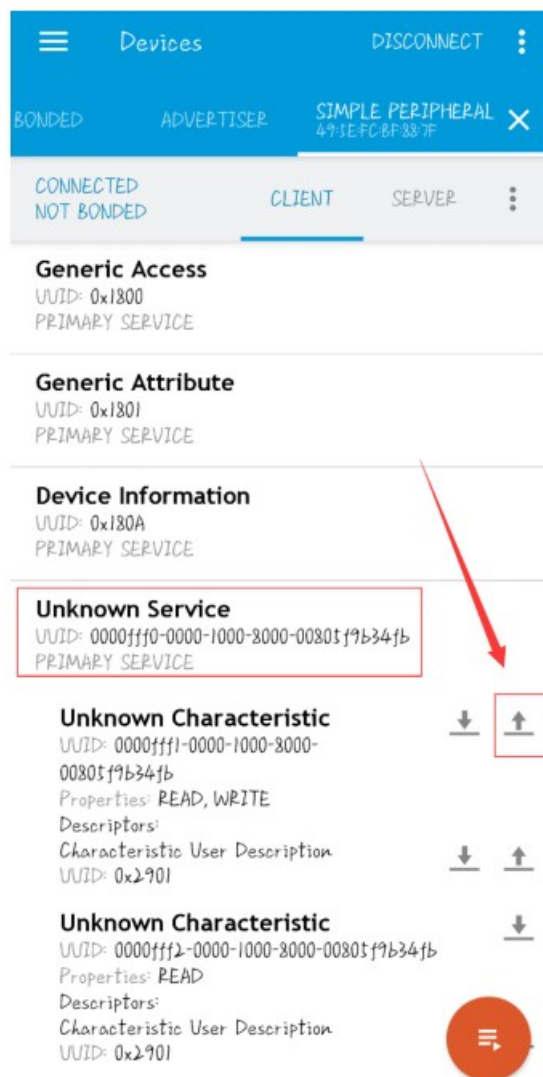 Devices
DISCONNECT
BONDED
ADVERTISER
SIMPLE PERIPHERAL
49:1E:FC:BF:88:7F
CONNECTED
NOT BONDED
CLIENT
SERVER
Generic Access
UUID: 0x1800
PRIMARY SERVICE
Generic Attribute
UUID: 0x1801
PRIMARY SERVICE
Device Information
UUID: 0x180A
PRIMARY SERVICE
Unknown Service
UUID: 0000fff0-0000-1000-8000-00805f9b34fb
PRIMARY SERVICE
Unknown Characteristic
UUID: 0000fff1-0000-1000-8000-
00805f9b34fb
Properties: READ, WRITE
Descriptors:
Characteristic User Description
UUID: 0x2901
Unknown Characteristic
UUID: 0000fff2-0000-1000-8000-00805f9b34fb
Properties: READ
Descriptors:
Characteristic User Description
UUID: 0x2901